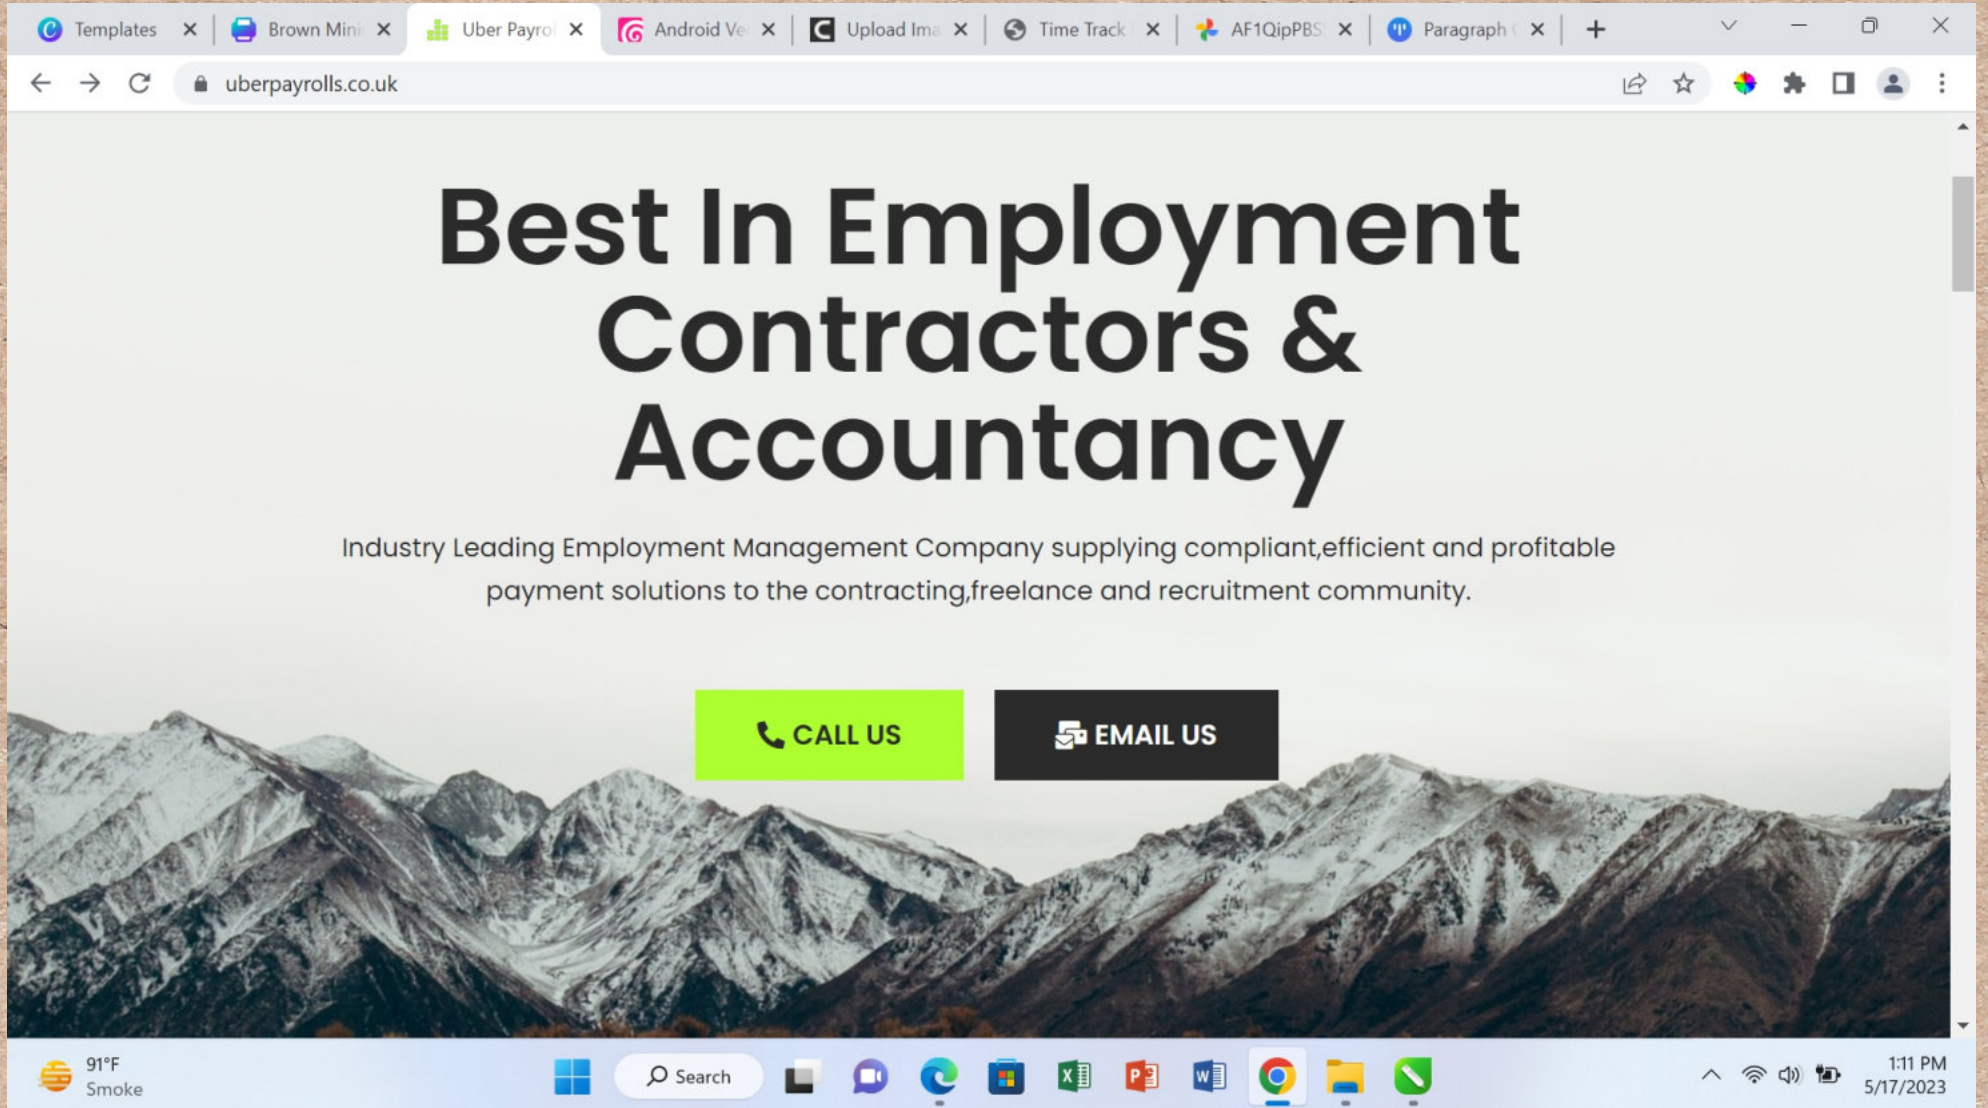 Templates
Brown Mini
Uber Payrol
Android Vec
Upload Ima
Time Track
AF1QipPBS
Paragraph
uberpayrolls.co.uk
Best In Employment
Contractors &
Accountancy
Industry Leading Employment Management Company supplying compliant,efficient and profitable
payment solutions to the contracting,freelance and recruitment community.
CALL US
EMAIL US
91°F
Smoke
Search
1:11 PM
5/17/2023